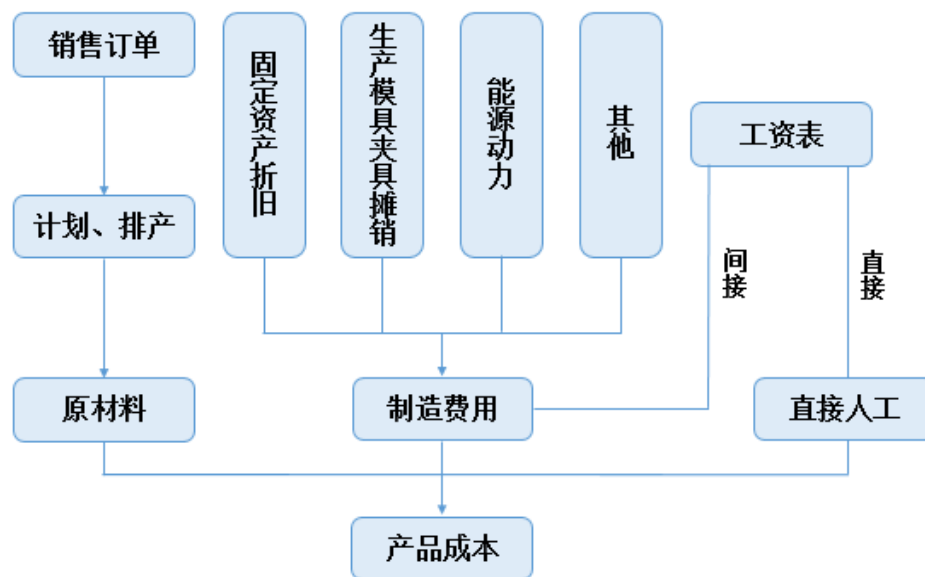 销售订单
固定资产折旧
生产模具夹具摊销
能源动力
其他
工资表
计划、排产
间接
直接
原材料
制造费用
直接人工
产品成本